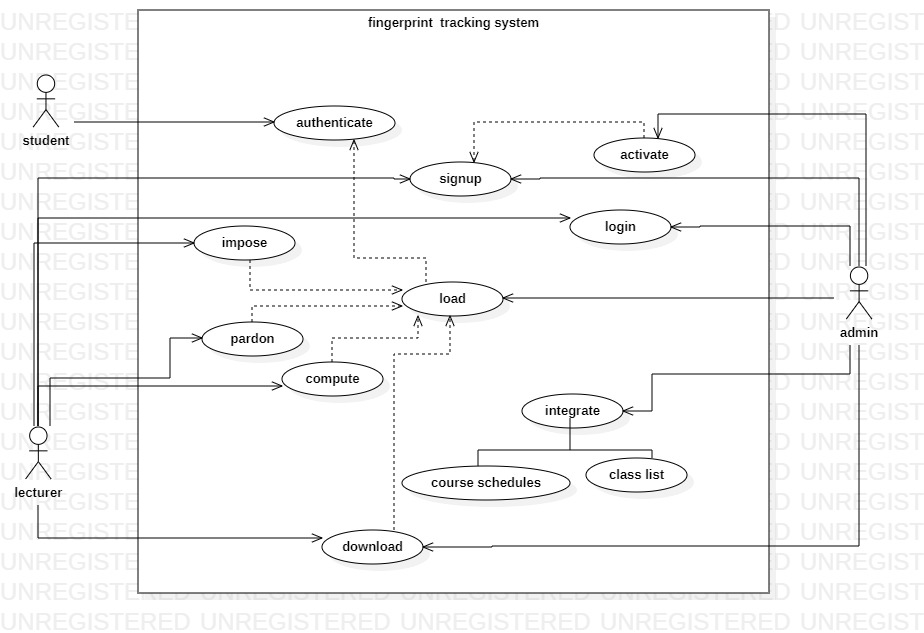 fingerprint tracking system
student
authenticate
activate
signup
login
impose
load
admin
pardon
compute
integrate
course schedules
class list
lecturer
download
UNREGISTERED UNREGISTERED UNREGISTERED UNREGISTERED UNREGIST